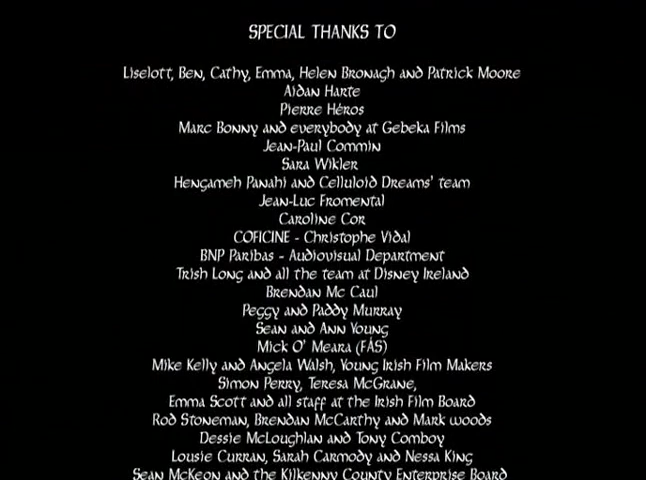 SPECIAL THANKS TO
Liselott, Ben, Cathy, Emma, Helen Bronagh and Patrick Moore
Aidan Harte
Pierre Héros
Marc Bonny and everybody at Gebeka Films
Jean-Paul Commin
Sara Wikler
Hengameh Panahi and Celluloid Dreams' team
Jean-Luc Fromental
Caroline Cor
COFICINE - Christophe Vidal
BNP Paribas - Audiovisual Department
Trish Long and all the team at Disney Ireland
Brendan Mc Caul
Peggy and Paddy Murray
Sean and Ann Young
Mick O' Meara (FÁS)
Mike Kelly and Angela Walsh, Young Irish Film Makers
Simon Perry, Teresa McGrane,
Emma Scott and all staff at the Irish Film Board
Rod Stoneman, Brendan McCarthy and Mark woods
Dessie McLoughlan and Tony Comboy
Lousie Curran, Sarah Carmody and Nessa King
Sean McKeon and the Kilkenny County Enterprise Board